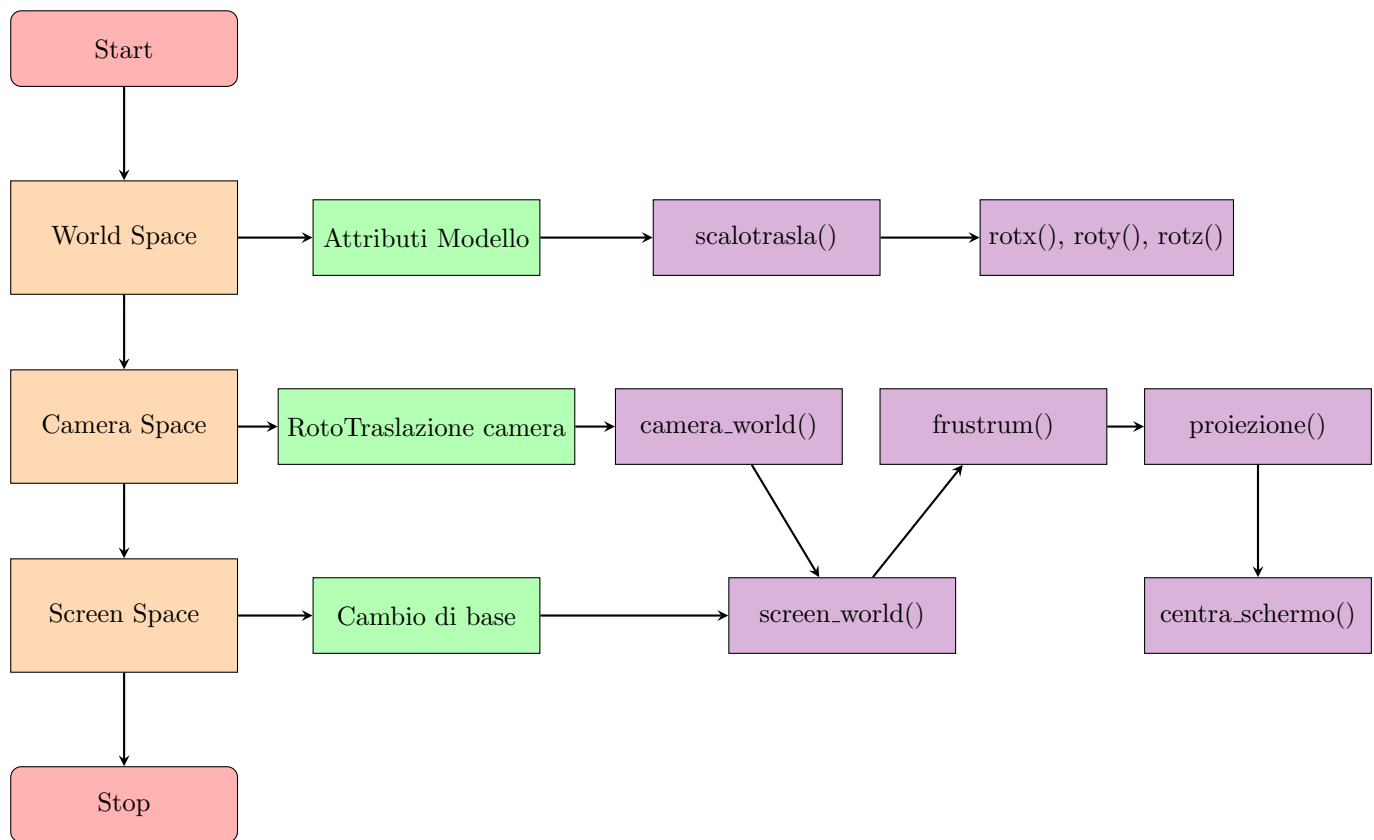 Start
World Space
Attributi Modello
scalotrasla()
rotx(), roty(), rotz()
Camera Space
RotoTraslazione camera
camera_world()
frustrum()
proiezione()
Screen Space
Cambio di base
screen_world()
centra_schermo()
Stop